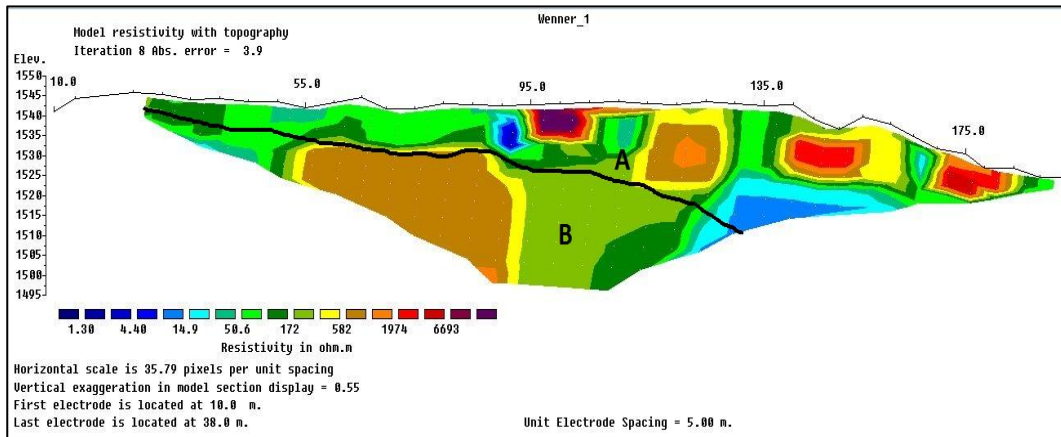 Wenner_1
Model resistivity with topography
Iteration 8 Abs. error = 3.9
Elev.
1550
10.0
55.0
95.0
135.0
175.0
1545
1540
1535
1530
1525
1520
1515
1510
1505
1500
1495
A
B
1.30 4.40 14.9 50.6 172 582 1974 6693
Resistivity in ohm.m
Horizontal scale is 35.79 pixels per unit spacing
Vertical exaggeration in model section display = 0.55
First electrode is located at 10.0 m.
Last electrode is located at 38.0 m.
Unit Electrode Spacing = 5.00 m.